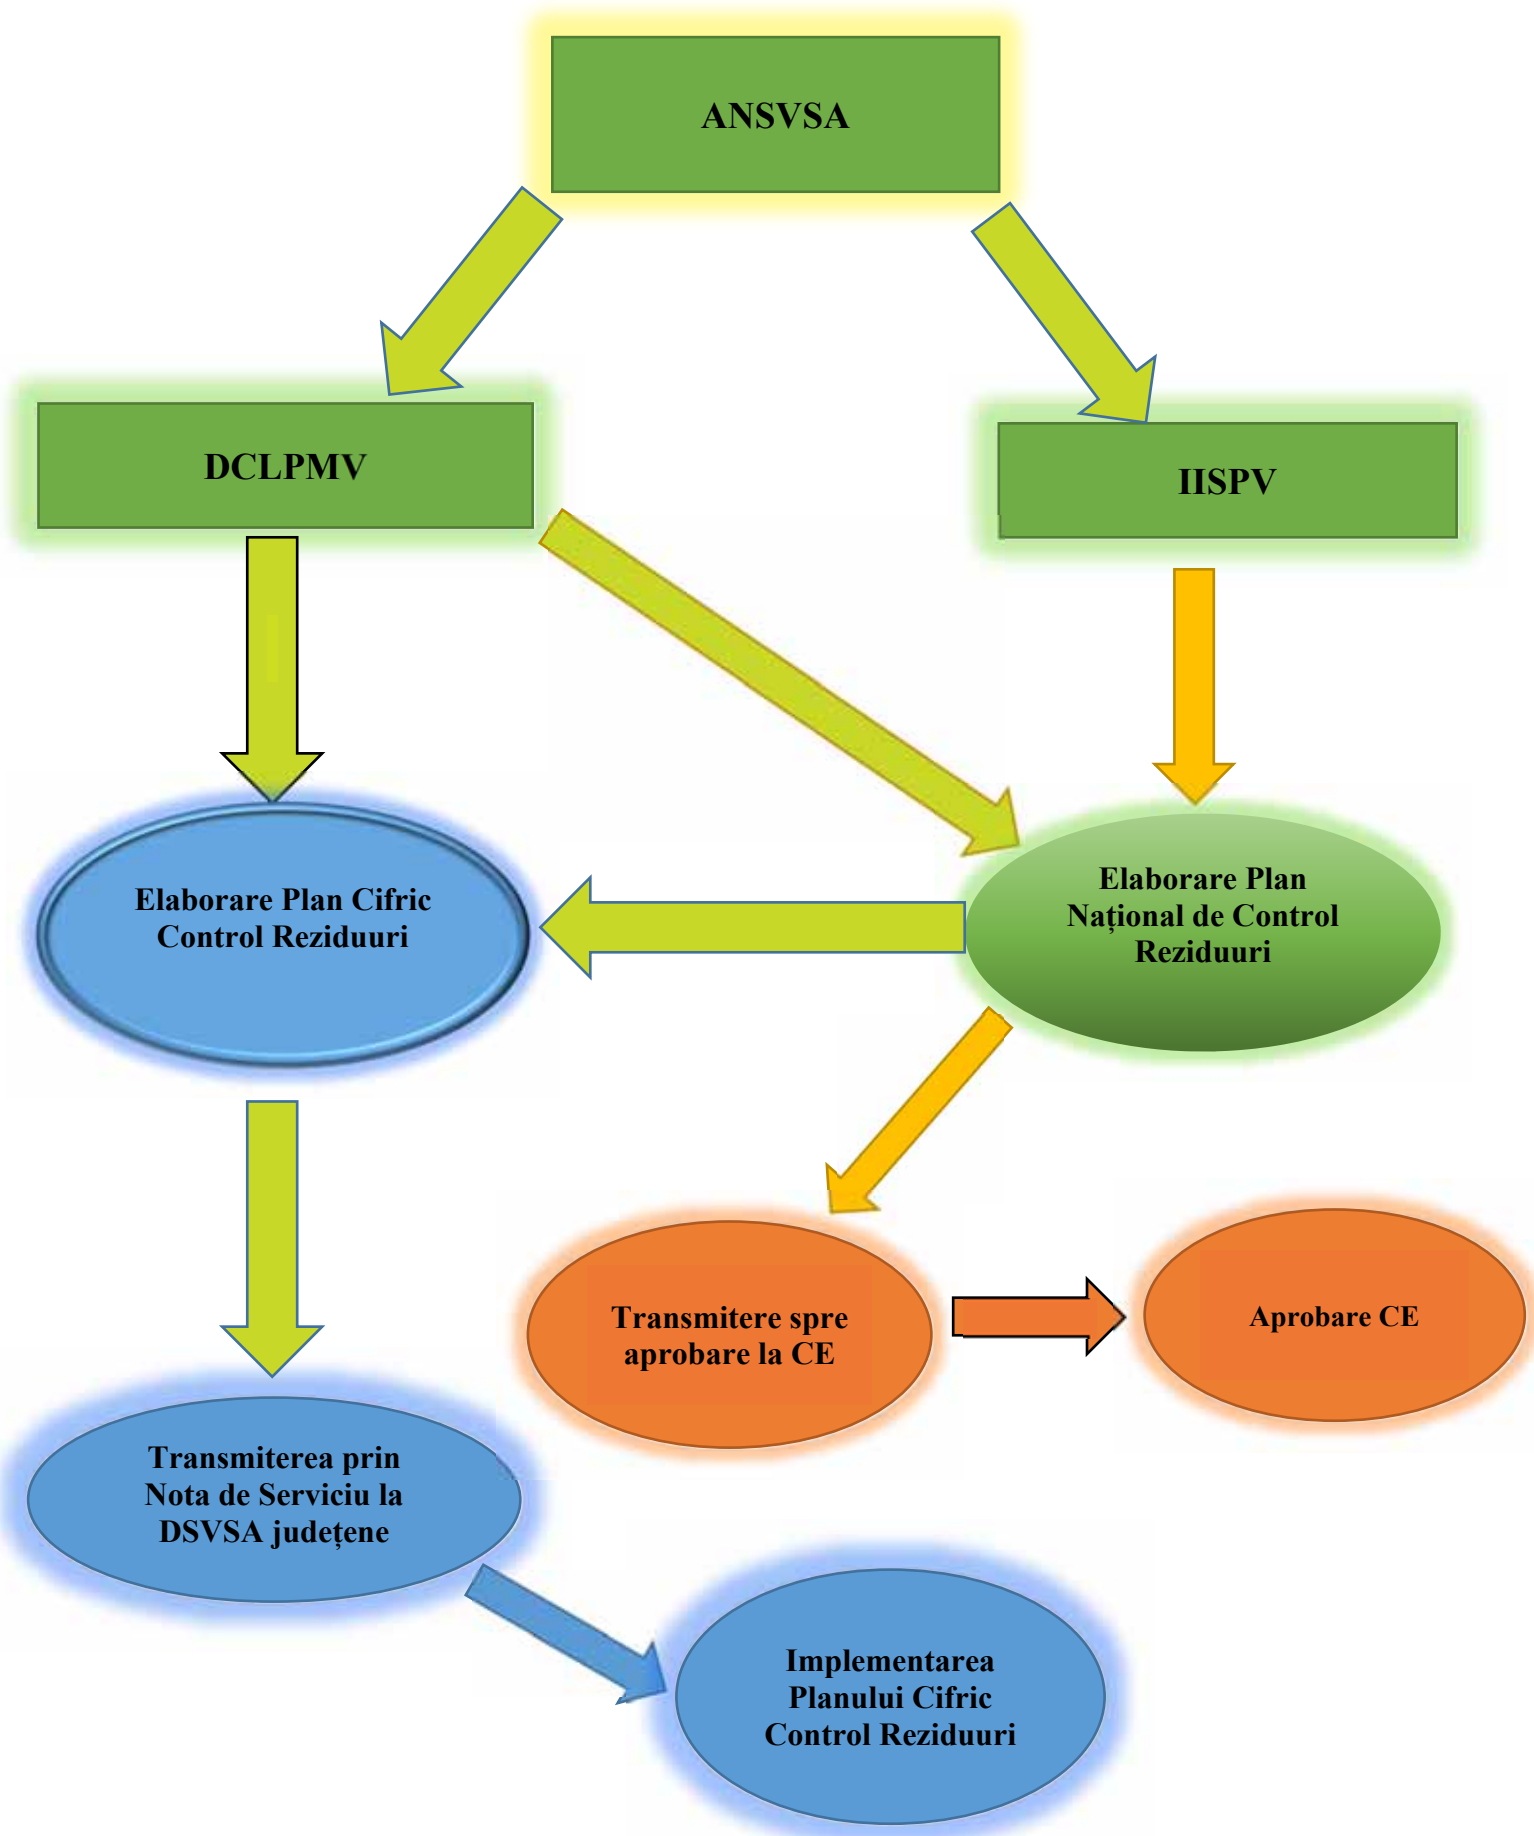 ANSVSA
DCLPMV
IISPV
Elaborare Plan Cifric
Control Reziduuri
Elaborare Plan
Național de Control
Reziduuri
Transmitere spre
aprobare la CE
Aprobare CE
Transmiterea prin
Nota de Serviciu la
DSVSA județene
Implementarea
Planului Cifric
Control Reziduuri